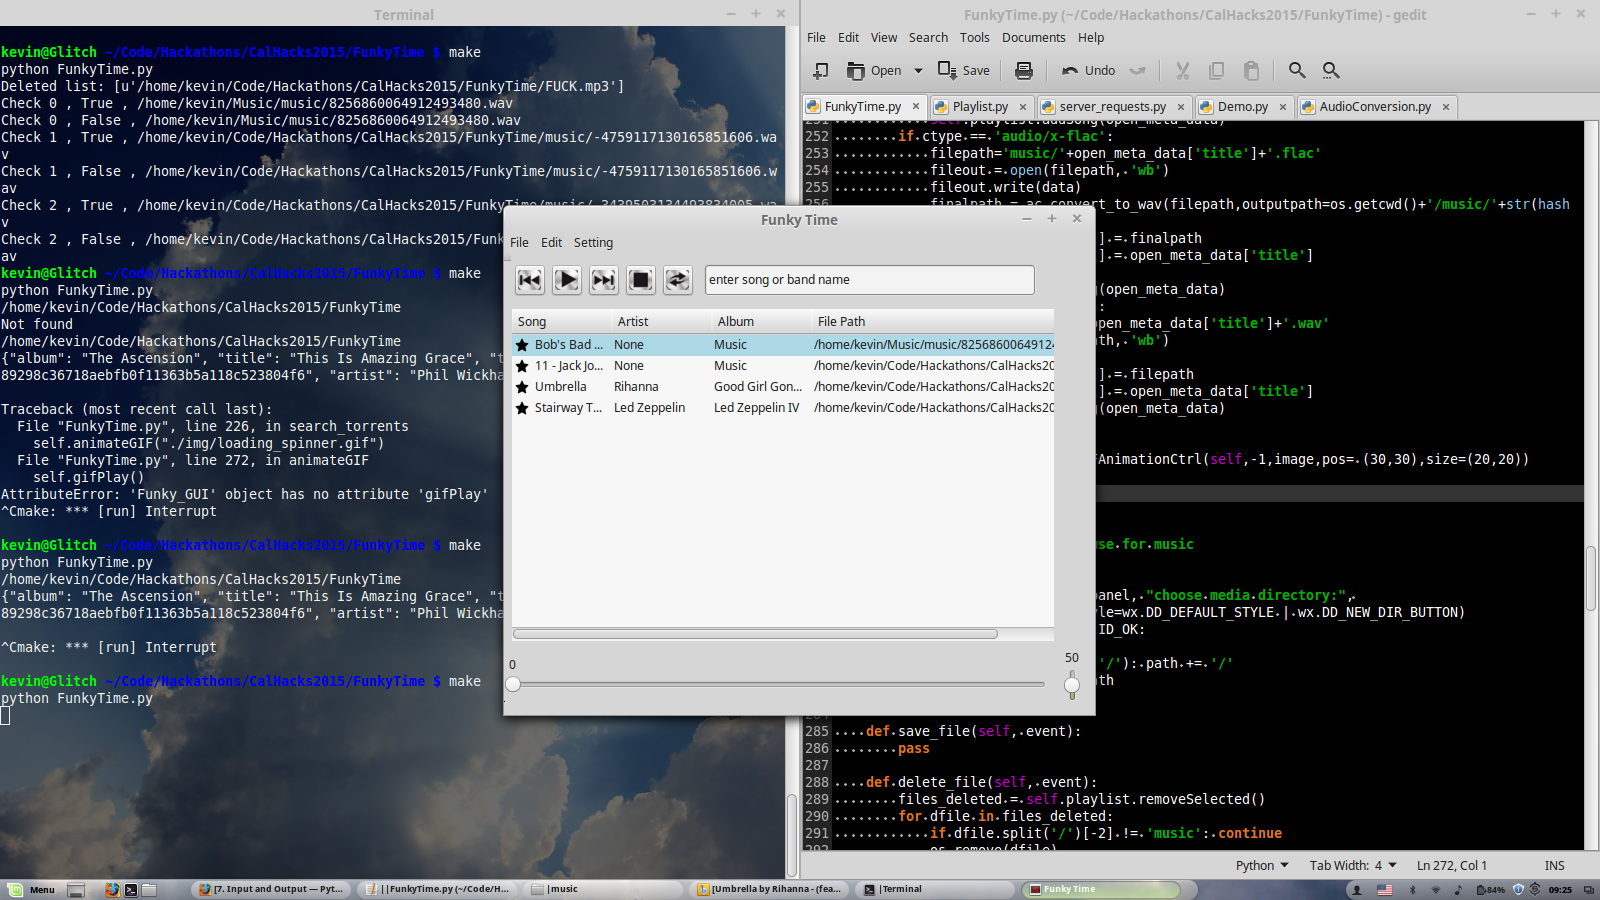 Terminal
kevin@Glitch ~/Code/Hackathons/CalHacks2015/FunkyTime $ make
python FunkyTime.py
Deleted list: [u'/home/kevin/Code/Hackathons/CalHacks2015/FunkyTime/FUCK.mp3']
Check 0 , True , /home/kevin/Music/music/8256860064912493480.wav
Check 0 , False , /home/kevin/Music/music/8256860064912493480.wav
Check 1 , True , /home/kevin/Code/Hackathons/CalHacks2015/FunkyTime/music/-4759117130165851606.wa
v
Check 1 , False , /home/kevin/Code/Hackathons/CalHacks2015/FunkyTime/music/-4759117130165851606.w
av
Check 2 , True , /home/kevin/Code/Hackathons/CalHacks2015/FunkyTime/music/-3439503134493834005.wa
v
Check 2 , False , /home/kevin/Code/Hackathons/CalHacks2015/Funk
av
kevin@Glitch ~/Code/Hackathons/CalHacks2015/FunkyTime $ make
python FunkyTime.py
/home/kevin/Code/Hackathons/CalHacks2015/FunkyTime
Not found
/home/kevin/Code/Hackathons/CalHacks2015/FunkyTime
{"album": "The Ascension", "title": "This Is Amazing Grace", "t
89298c36718aebfb0f11363b5a118c523804f6", "artist": "Phil Wickha
Traceback (most recent call last):
File "FunkyTime.py", line 226, in search_torrents
self.animateGIF("./img/loading_spinner.gif")
File "FunkyTime.py", line 272, in animateGIF
self.gifPlay()
AttributeError: 'Funky_GUI' object has no attribute 'gifPlay'
^Cmake: *** [run] Interrupt
kevin@Glitch ~/Code/Hackathons/CalHacks2015/FunkyTime $ make
python FunkyTime.py
/home/kevin/Code/Hackathons/CalHacks2015/FunkyTime
{"album": "The Ascension", "title": "This Is Amazing Grace", "t
89298c36718aebfb0f11363b5a118c523804f6", "artist": "Phil Wickha
^Cmake: *** [run] Interrupt
kevin@Glitch ~/Code/Hackathons/CalHacks2015/FunkyTime $ make
python FunkyTime.py
Funky Time
File Edit Setting
enter song or band name
Song Artist Album File Path
Bob's Bad ... None Music /home/kevin/Music/music/82568600649124
11 - Jack Jo... None Music /home/kevin/Code/Hackathons/CalHacks20
Umbrella Rihanna Good Girl Gon... /home/kevin/Code/Hackathons/CalHacks20
Stairway T... Led Zeppelin Led Zeppelin IV /home/kevin/Code/Hackathons/CalHacks20
0
50
FunkyTime.py (~/Code/Hackathons/CalHacks2015/FunkyTime) - gedit
File Edit View Search Tools Documents Help
Open Save Undo
FunkyTime.py Playlist.py server_requests.py Demo.py AudioConversion.py
251 self.playlist.addSong(open_meta_data)
252 if ctype == 'audio/x-flac':
253 filepath='music/'+open_meta_data['title']+'.flac'
254 fileout = open(filepath, 'wb')
255 fileout.write(data)
256 finalpath = ac.convert_to_wav(filepath,outputpath=os.getcwd()+'/music/'+str(hash
] = finalpath
] = open_meta_data['title']
(open_meta_data)
:
pen_meta_data['title']+'.wav'
ath, 'wb')
] = filepath
] = open_meta_data['title']
(open_meta_data)
FAnimationCtrl(self,-1,image,pos= (30,30),size=(20,20))
se for music
anel, "choose media directory:",
yle=wx.DD_DEFAULT_STYLE | wx.DD_NEW_DIR_BUTTON)
ID_OK:
'/'): path += '/'
th
285 def save_file(self, event):
286 pass
287
288 def delete_file(self, event):
289 files_deleted = self.playlist.removeSelected()
290 for dfile in files_deleted:
291 if dfile.split('/')[-2] != 'music': continue
292 os.remove(dfile)
Python Tab Width: 4 Ln 272, Col 1 INS
Menu [7. Input and Output — Pyt... ||FunkyTime.py (~/Code/H... |music [Umbrella by Rihanna - (fea... |Terminal Funky Time 84% 09:25